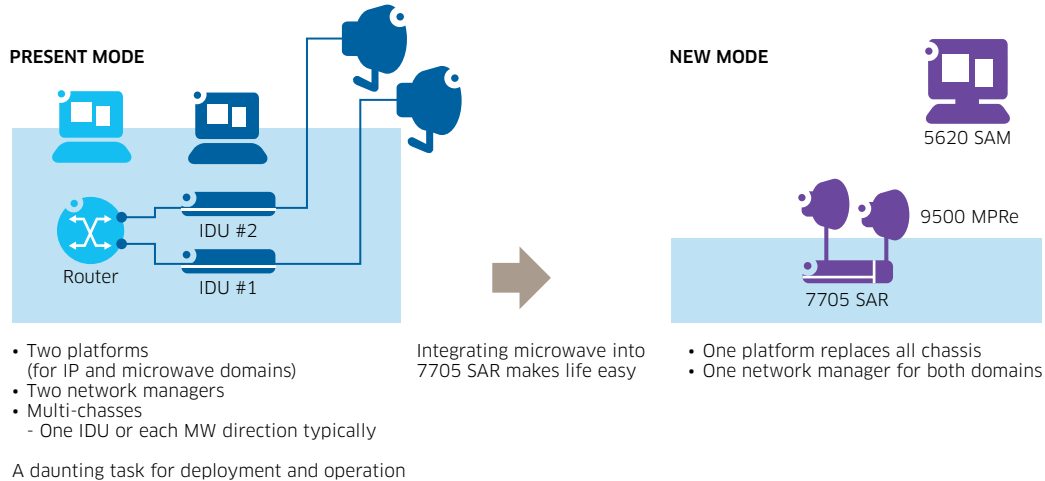 PRESENT MODE
IDU #2
Router
IDU #1
• Two platforms
(for IP and microwave domains)
• Two network managers
• Multi-chasses
- One IDU or each MW direction typically
A daunting task for deployment and operation
Integrating microwave into
7705 SAR makes life easy
NEW MODE
5620 SAM
9500 MPRe
7705 SAR
• One platform replaces all chassis
• One network manager for both domains